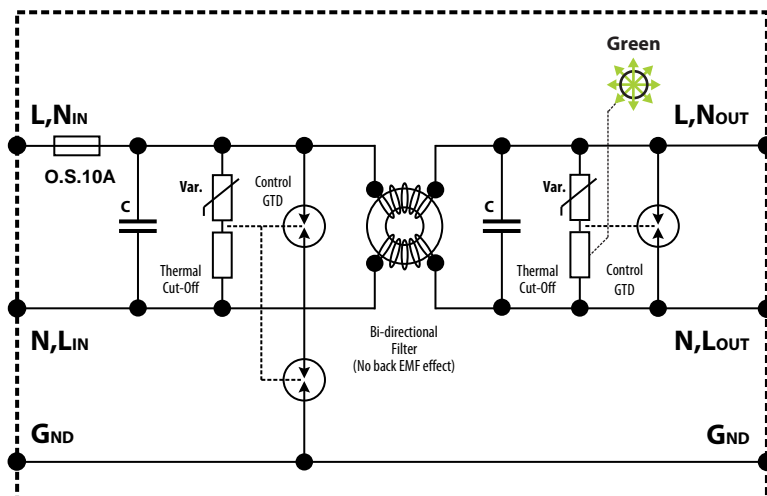 Green
L,NIN
L,NOUT
O.S.10A
Var.
Control
GTD
C
Thermal
Cut-Off
Var.
C
Thermal
Cut-Off
Control
GTD
N,LIN
Bi-directional
Filter
(No back EMF effect)
N,LOUT
GND
GND